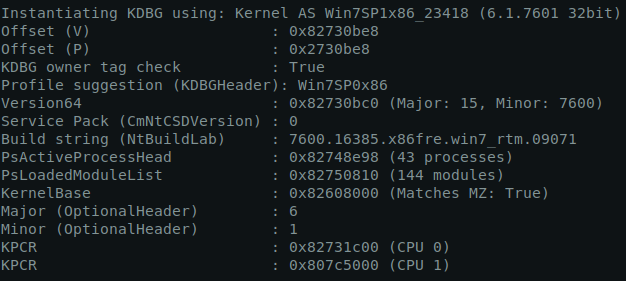 Instantiating KDBG using: Kernel AS Win7SP1x86_23418 (6.1.7601 32bit)
Offset (V) : 0x82730be8
Offset (P) : 0x2730be8
KDBG owner tag check : True
Profile suggestion (KDBGHeader): Win7SP0x86
Version64 : 0x82730bc0 (Major: 15, Minor: 7600)
Service Pack (CmNtCSDVersion) : 0
Build string (NtBuildLab) : 7600.16385.x86fre.win7_rtm.09071
PsActiveProcessHead : 0x82748e98 (43 processes)
PsLoadedModuleList : 0x82750810 (144 modules)
KernelBase : 0x82608000 (Matches MZ: True)
Major (OptionalHeader) : 6
Minor (OptionalHeader) : 1
KPCR : 0x82731c00 (CPU 0)
KPCR : 0x807c5000 (CPU 1)